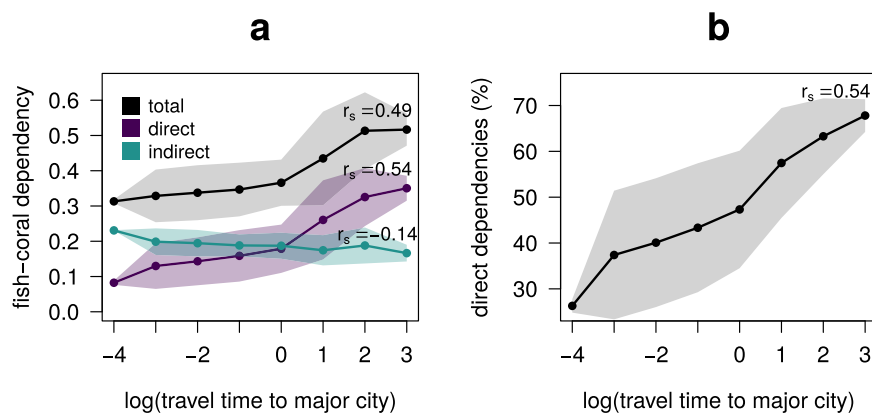 a
fish−coral dependency
0.6
0.5
0.4
0.3
0.2
0.1
0.0
total
direct
indirect
rs =0.49
rs =0.54
rs =−0.14
−4
−2
0
1
2
3
log(travel time to major city)
b
direct dependencies (%)
70
60
50
40
30
rs =0.54
−4
−2
0
1
2
3
log(travel time to major city)